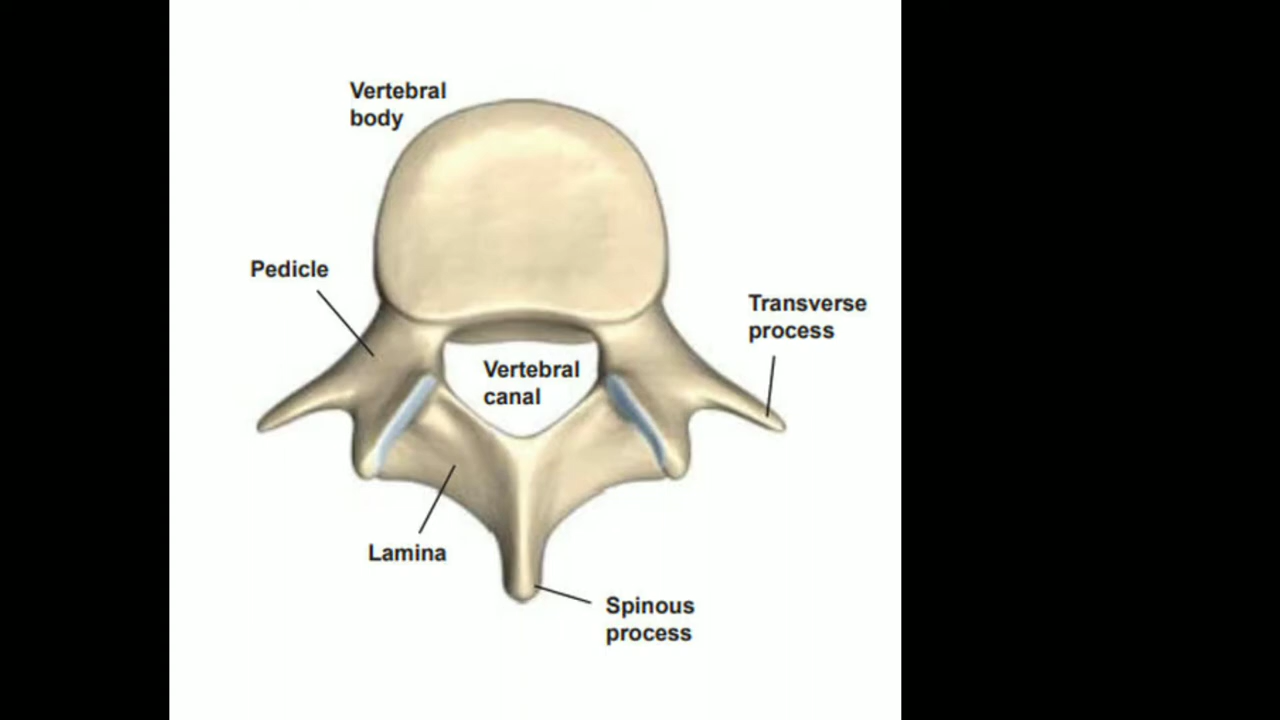 Vertebral
body
Pedicle
Transverse
process
Vertebral
canal
Lamina
Spinous
process